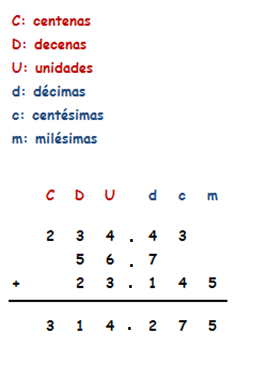 C: centenas
D: decenas
U: unidades
d: décimas
c: centésimas
m: milésimas
C D U d c m
2 3 4 . 4 3
5 6 . 7
+ 2 3 . 1 4 5
3 1 4 . 2 7 5